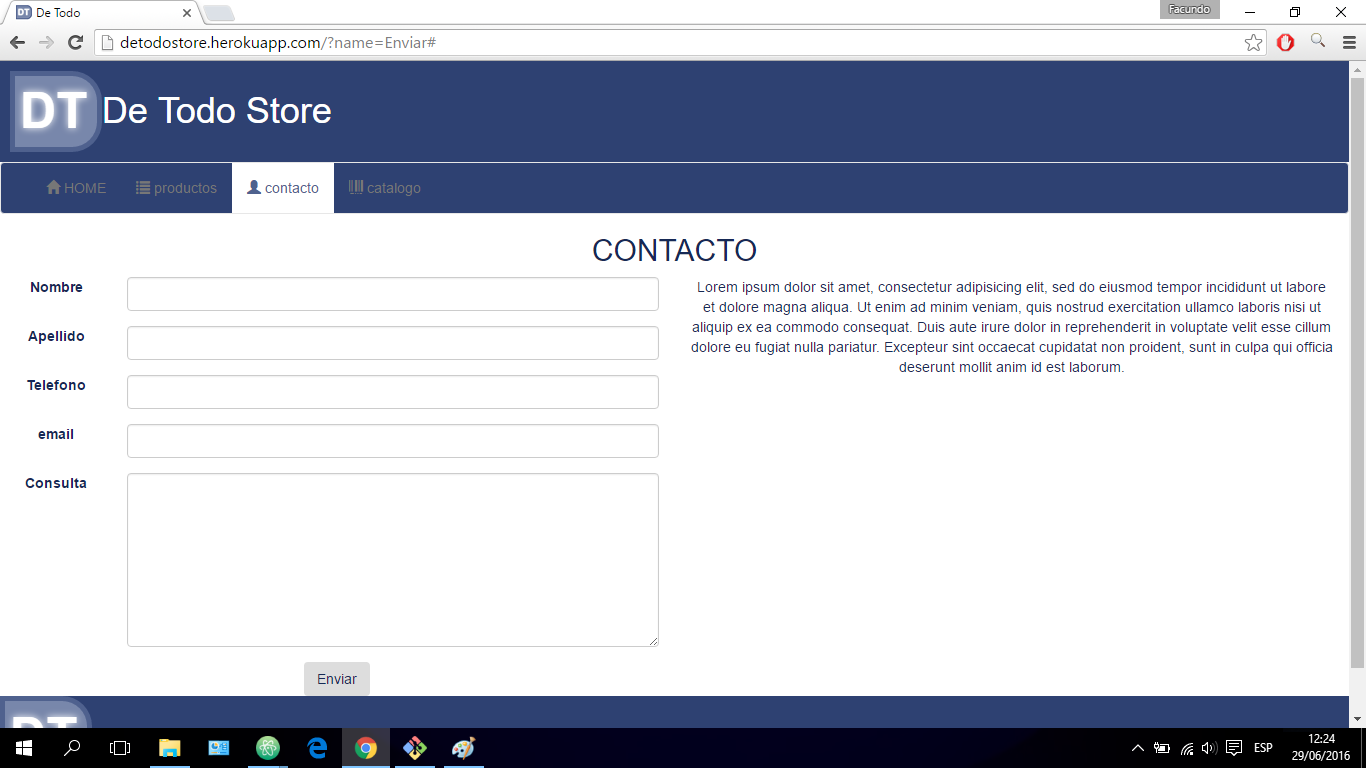 De Todo
Facundo
detodostore.herokuapp.com/?name=Enviar#
DT De Todo Store
HOME productos contacto catalogo
CONTACTO
Nombre
Apellido
Telefono
email
Consulta
Enviar
Lorem ipsum dolor sit amet, consectetur adipisicing elit, sed do eiusmod tempor incididunt ut labore
et dolore magna aliqua. Ut enim ad minim veniam, quis nostrud exercitation ullamco laboris nisi ut
aliquip ex ea commodo consequat. Duis aute irure dolor in reprehenderit in voluptate velit esse cillum
dolore eu fugiat nulla pariatur. Excepteur sint occaecat cupidatat non proident, sunt in culpa qui officia
deserunt mollit anim id est laborum.
DT
ESP
12:24
29/06/2016